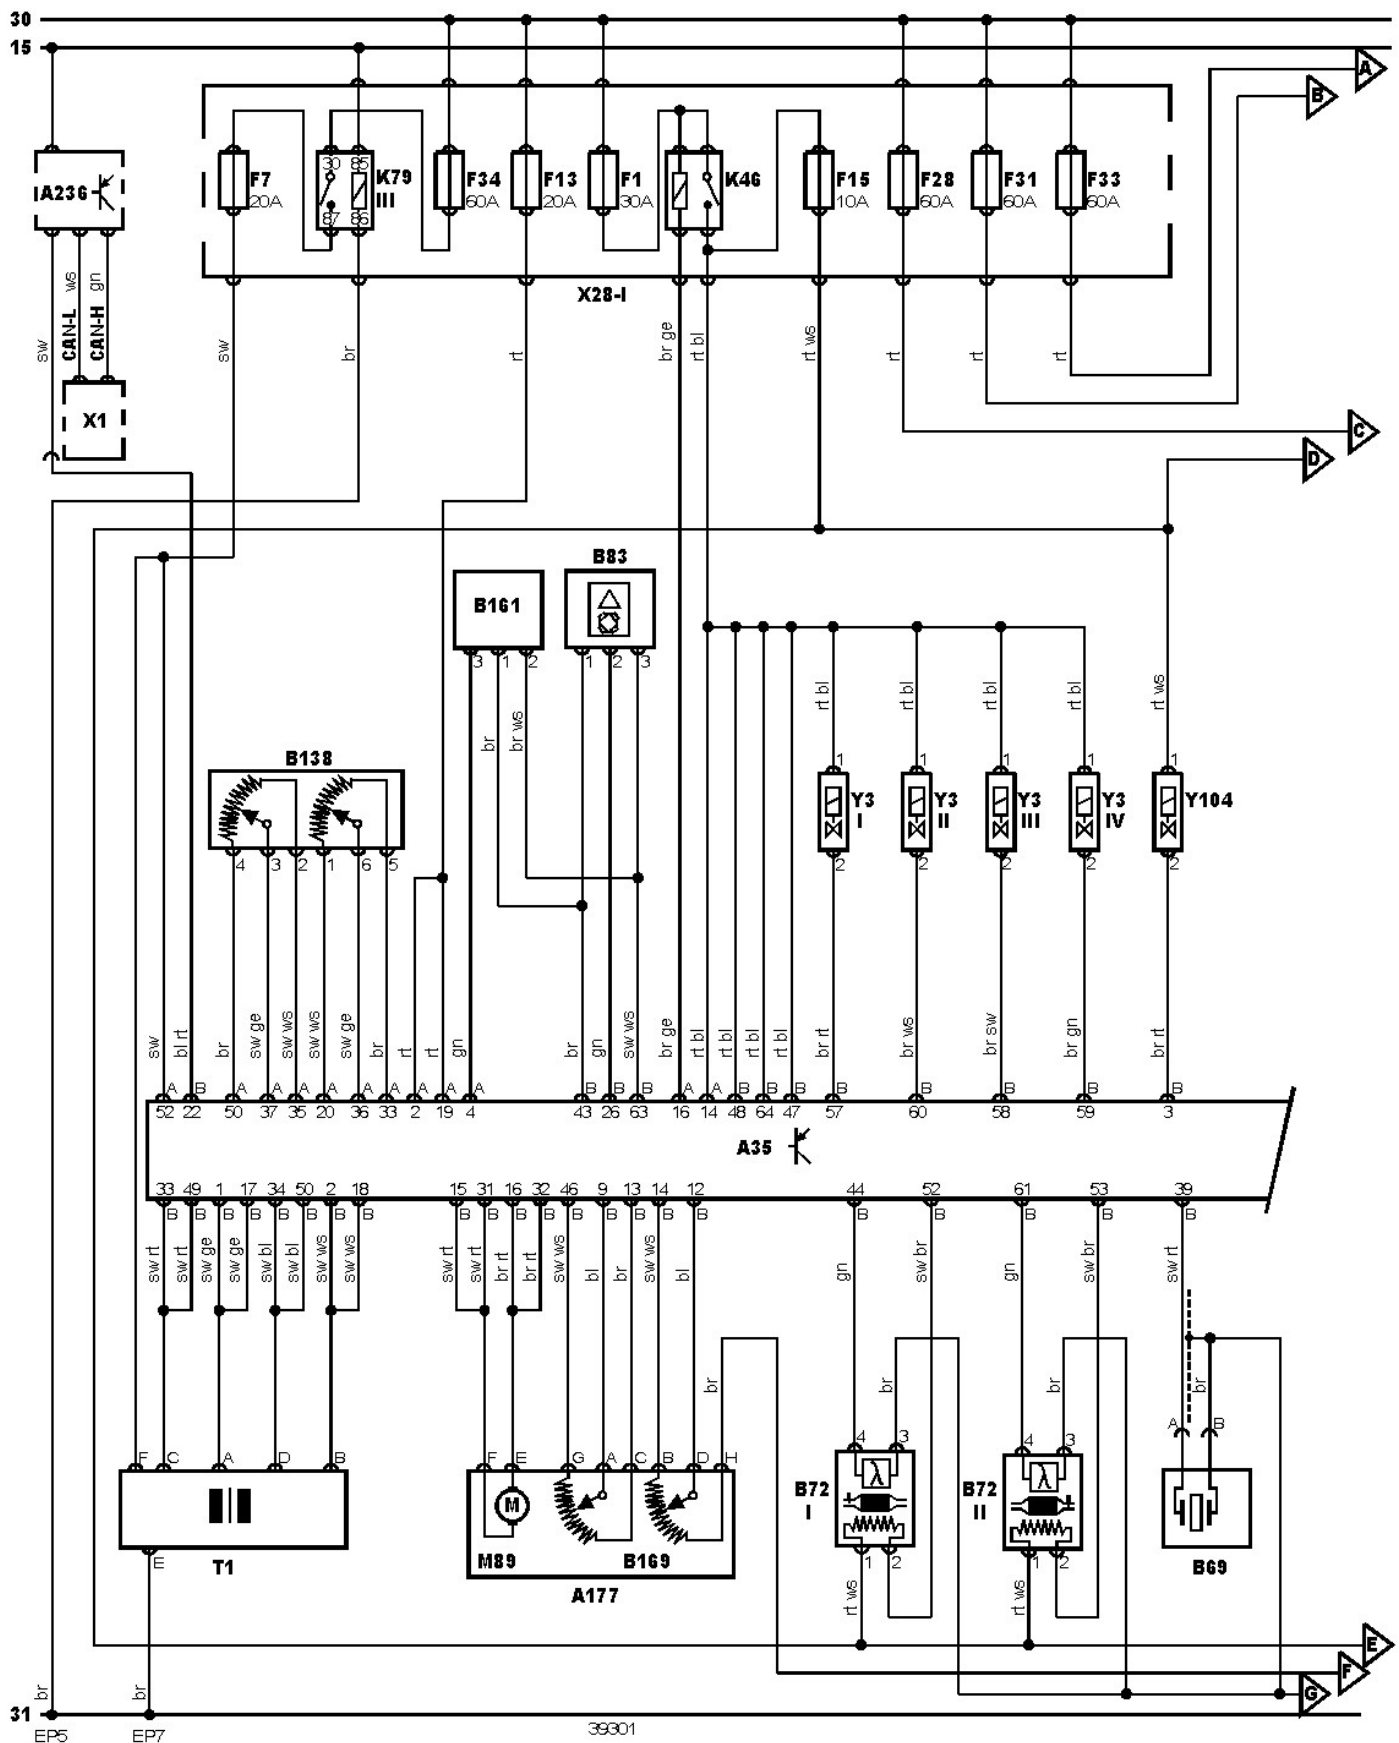 30
15
A
B
30 85
A236 F7 K79 F34 F13 F1 K46 F15 F28 F31 F33
20A III 60A 20A 30A 10A 60A 60A 60A
87 86
X28-I
ws gn
CAN-L CAN-H
sw sw br rt br ge rt bl rt ws rt rt rt
X1
C
D
B83
B161
3 1 2 1 2 3
rt bl rt bl rt bl rt bl rt ws
br br ws
B138
1 1 1 1 1
Y3 Y3 Y3 Y3 Y104
I II III IV
4 3 2 1 6 5 2 2 2 2 2
sw bl rt br sw ge sw ws sw ws sw ge br rt rt gn br gn sw ws br ge rt bl rt bl rt bl br rt br ws br sw br gn br rt
A B A A A A A A A A B B B A A B B B B B B B B
52 22 50 37 35 20 36 33 2 19 4 43 26 63 16 14 48 64 47 57 60 58 59 3
A35
33 49 1 17 34 50 2 18 15 31 16 32 46 9 13 14 12 44 52 61 53 39
B B B B B B B B B B B B B B B B B B B B B B
sw rt sw rt sw ge sw ge sw bl sw bl sw ws sw ws sw rt sw rt br rt br rt sw ws bl br sw ws bl gn sw br gn sw br sw rt
br br br br
A B
F C A D B F E G A C B D H 4 3 4 3
λ λ
B72 B72
I II
M
M89 B169
E 1 2 1 2
T1 B69
A177
rt ws rt ws
E
F
G
br br
31
EP5 EP7 39301